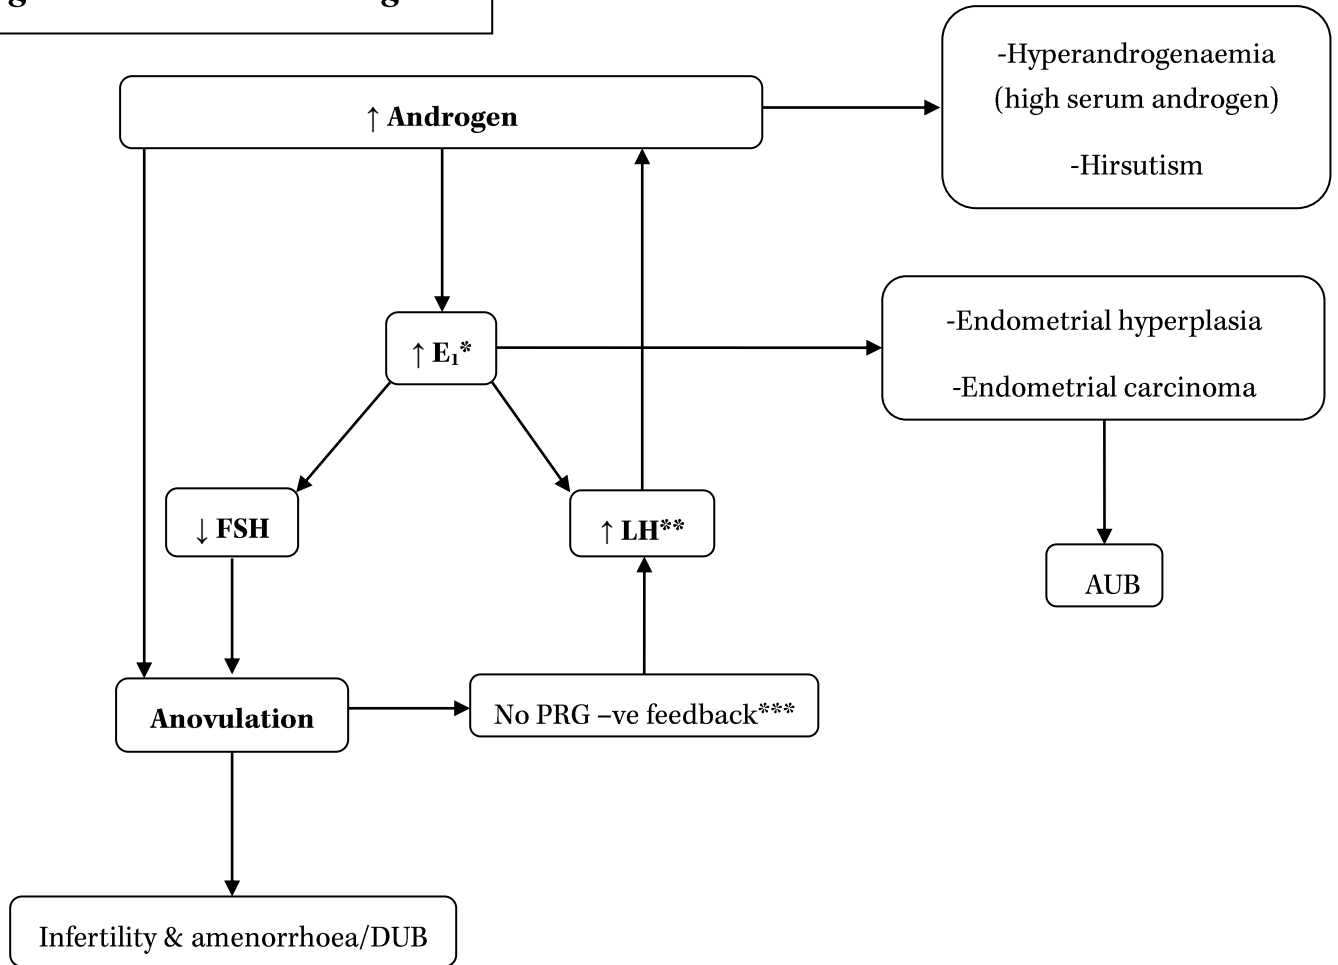 ↑ Androgen
-Hyperandrogenaemia
(high serum androgen)
-Hirsutism
↑ E₁*
-Endometrial hyperplasia
-Endometrial carcinoma
↓ FSH
↑ LH**
AUB
Anovulation
No PRG –ve feedback***
Infertility & amenorrhoea/DUB